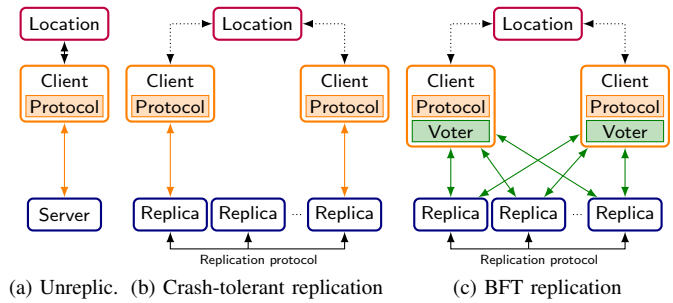 Location
Location
Location
Client
Client
Client
Client
Client
Protocol
Protocol
Protocol
Protocol
Protocol
Voter
Voter
Server
Replica
Replica
...
Replica
Replica
Replica
...
Replica
Replication protocol
Replication protocol
(a) Unreplic.
(b) Crash-tolerant replication
(c) BFT replication